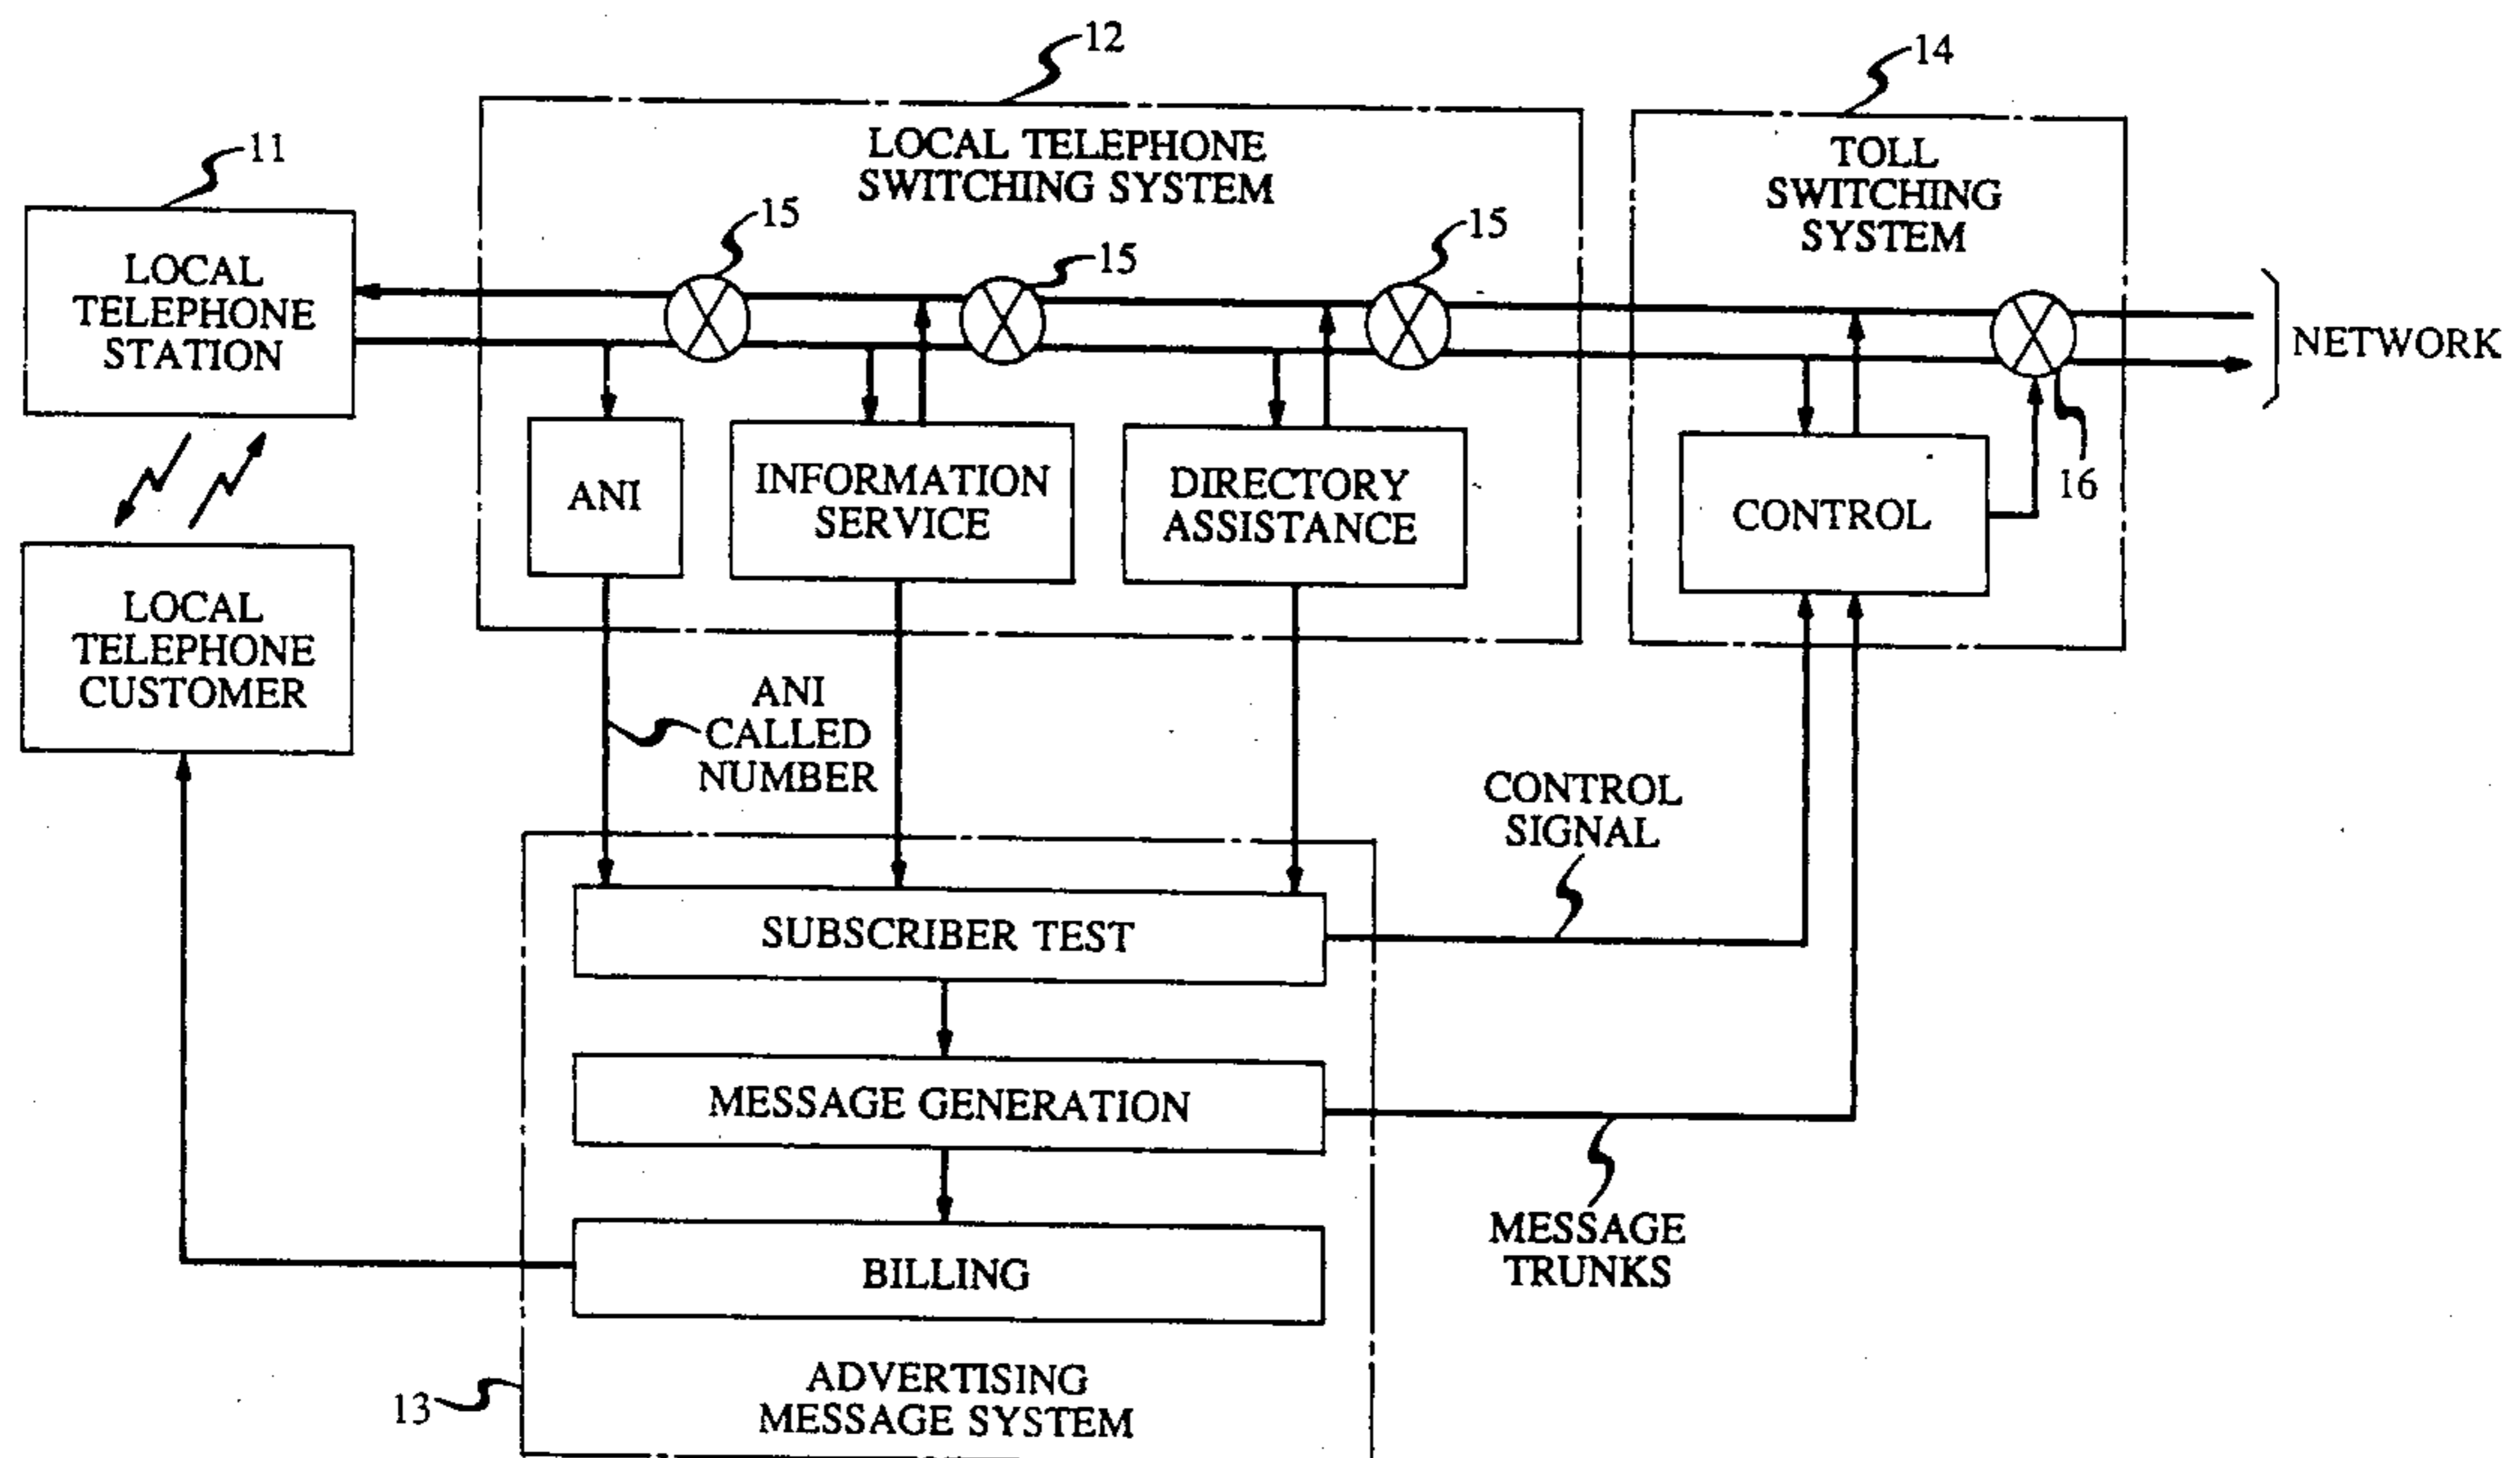 12
14
11
LOCAL TELEPHONE
SWITCHING SYSTEM
TOLL
SWITCHING
SYSTEM
15
15
15
LOCAL
TELEPHONE
STATION
NETWORK
ANI
INFORMATION
SERVICE
DIRECTORY
ASSISTANCE
CONTROL
16
LOCAL
TELEPHONE
CUSTOMER
ANI
CALLED
NUMBER
CONTROL
SIGNAL
SUBSCRIBER TEST
MESSAGE GENERATION
MESSAGE
TRUNKS
BILLING
13
ADVERTISING
MESSAGE SYSTEM